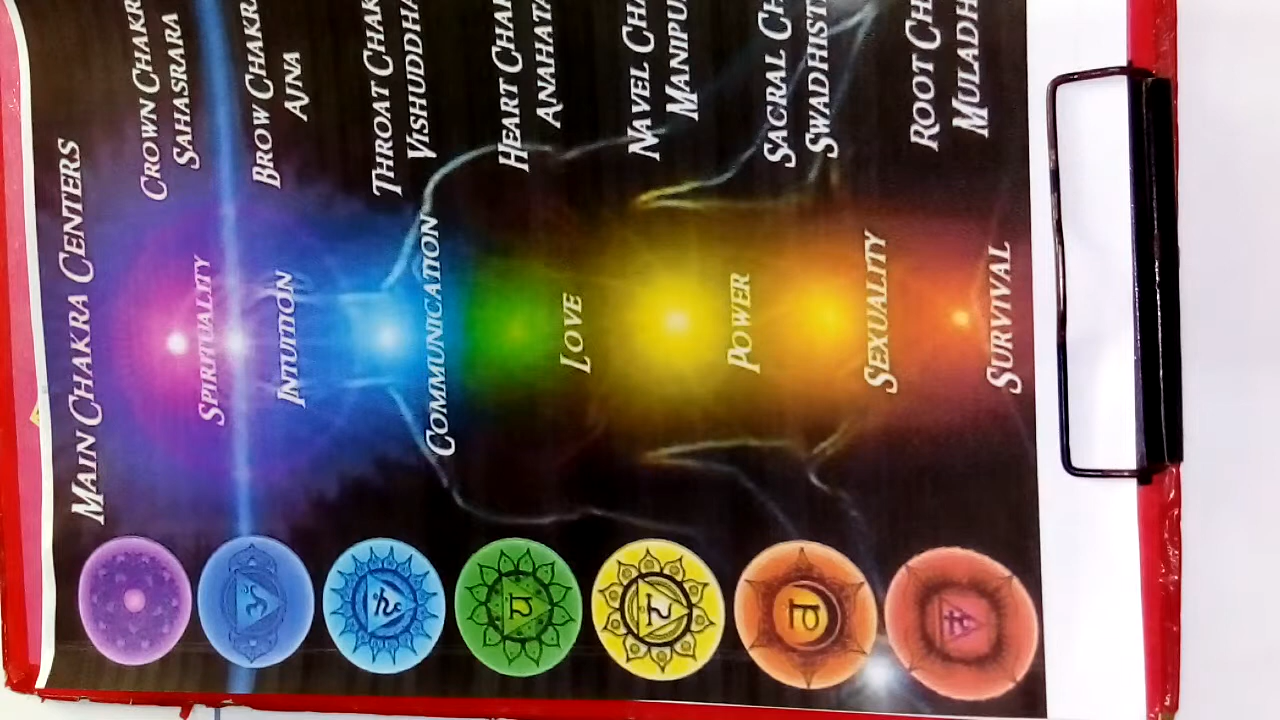 MAIN CHAKRA CENTERS
CROWN CHAKR
SAHASRARA
SPIRITUALITY
BROW CHAKR
AJNA
INTUITION
ॐ
THROAT CHAK
VISHUDDHA
COMMUNICATION
HEART CHAK
ANAHATA
LOVE
NAVEL CHA
MANIPU
POWER
SACRAL CH
SWADHIST
SEXUALITY
ROOT CH
MULADH
SURVIVAL